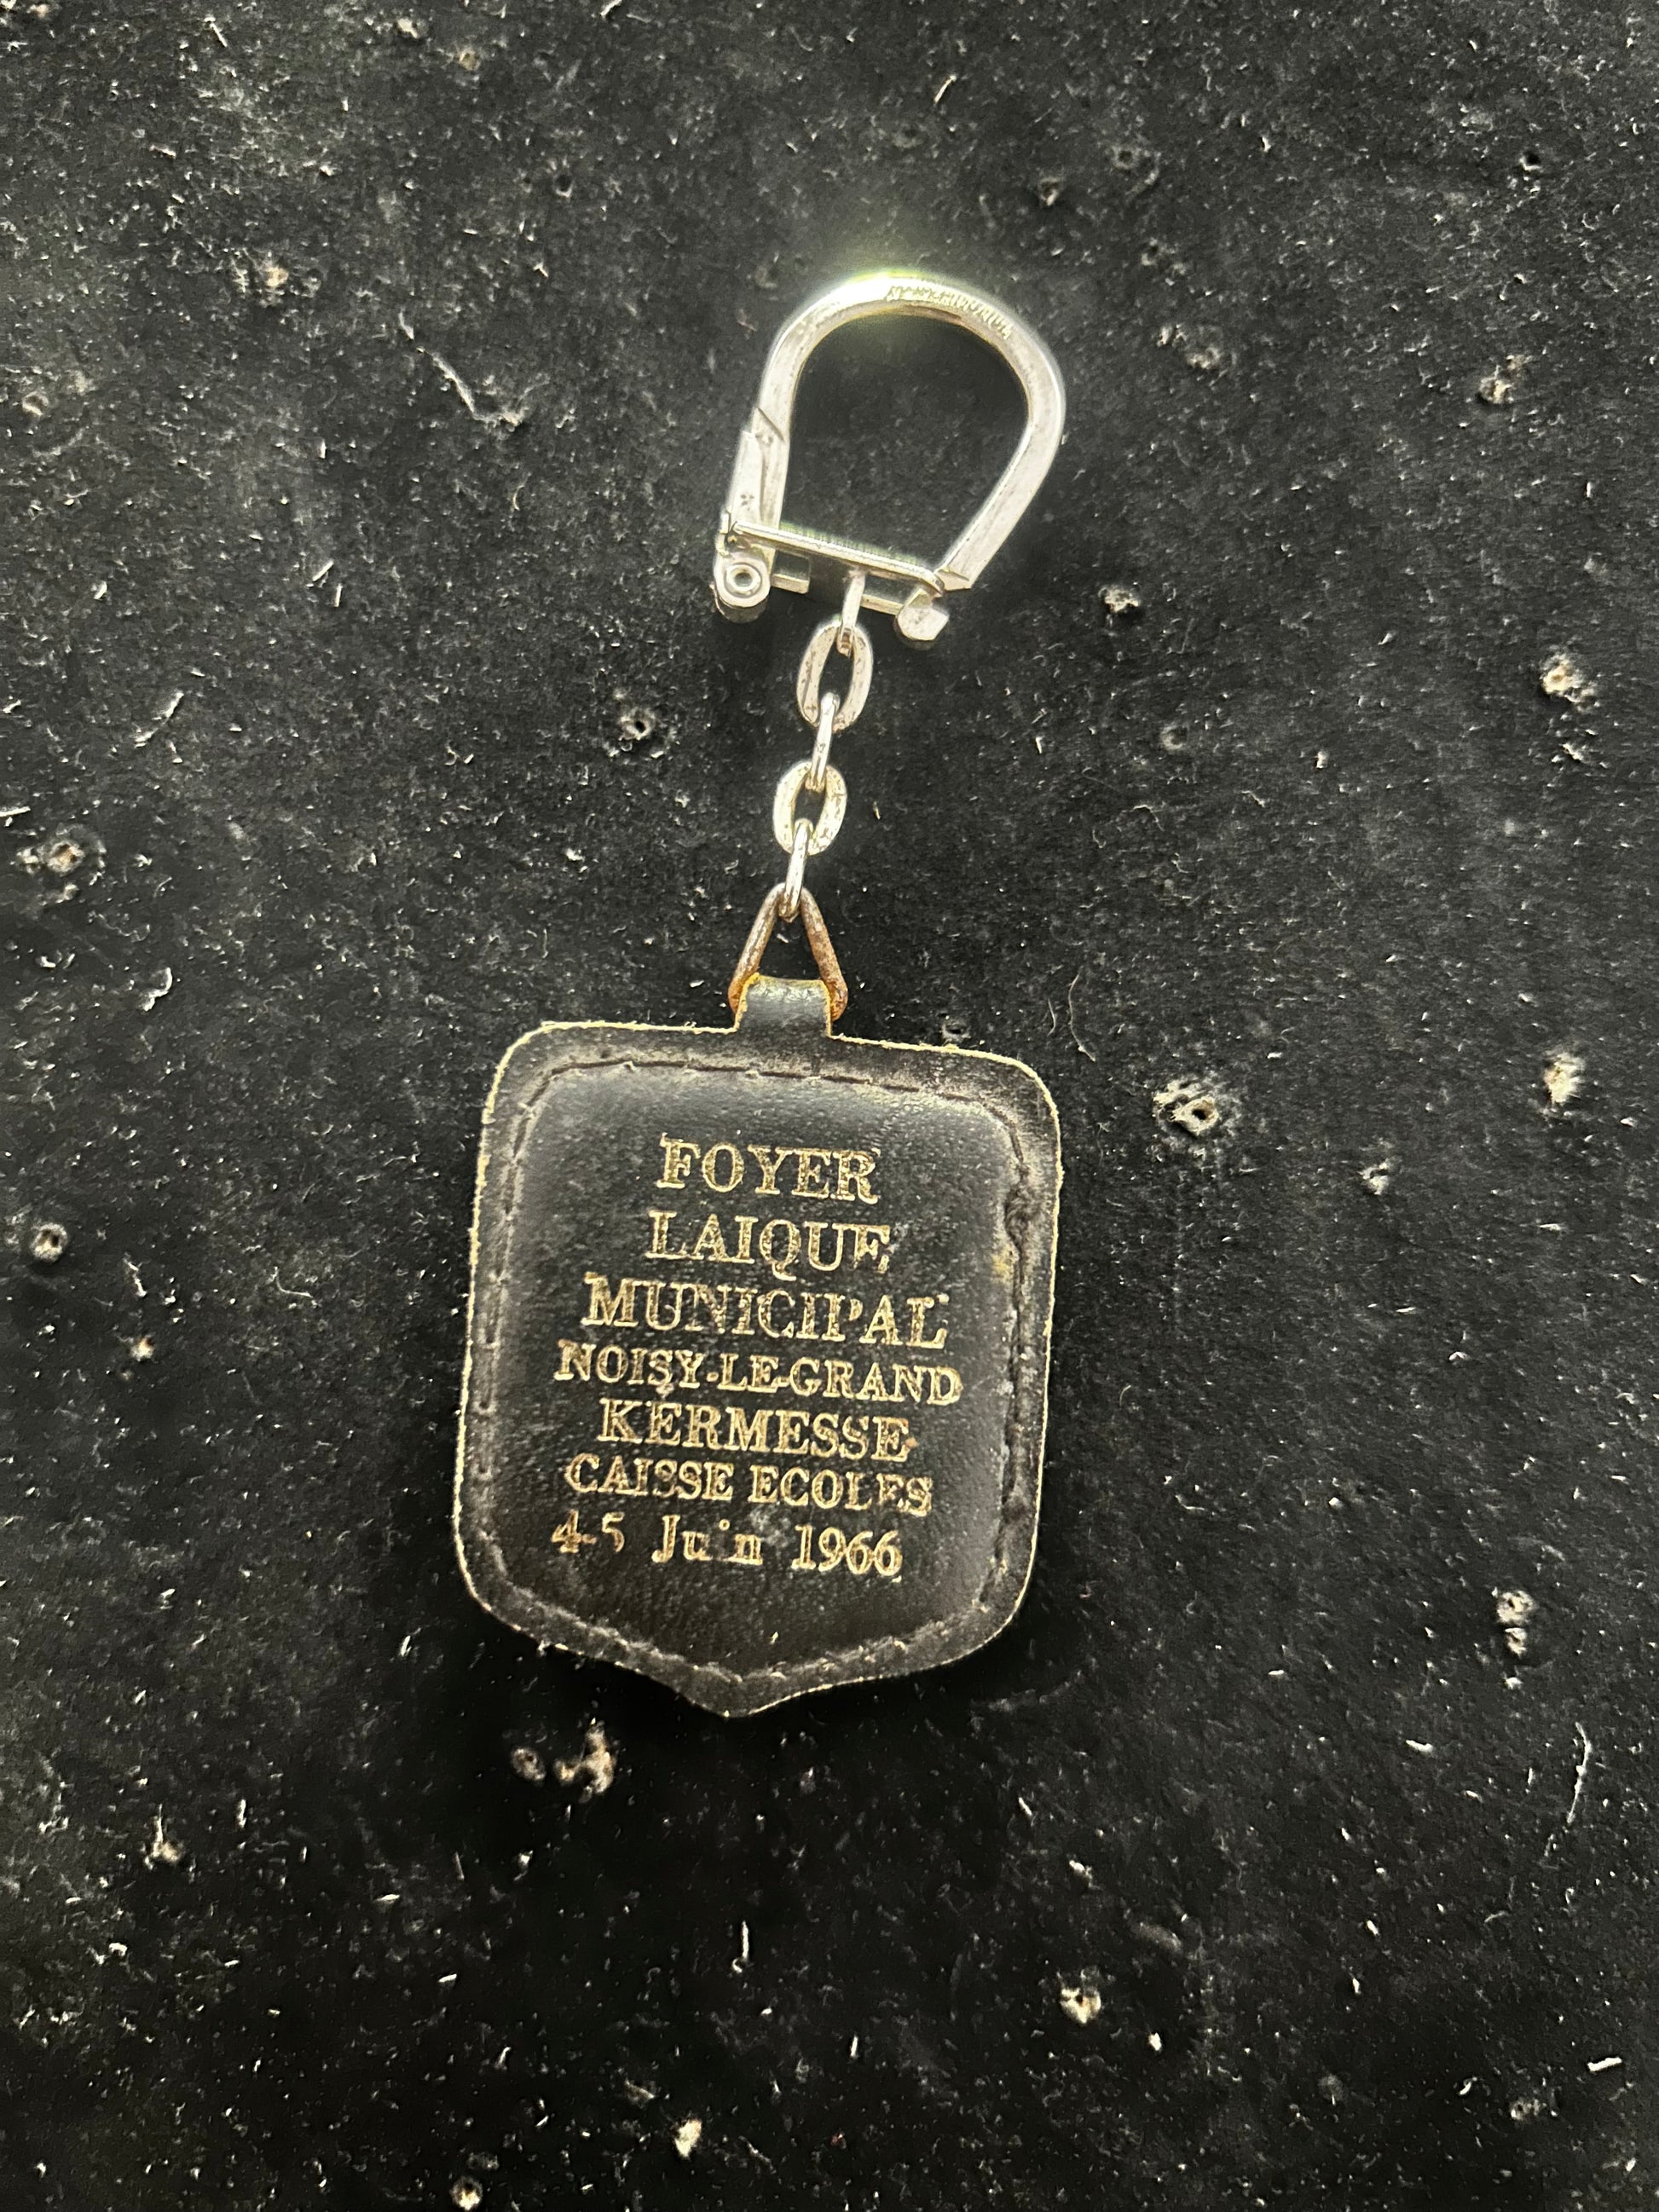 FOYER
LAIQUE
MUNICIPAL
NOISY-LE-GRAND
KERMESSE
CAISSE ECOLES
4-5 Juin 1966